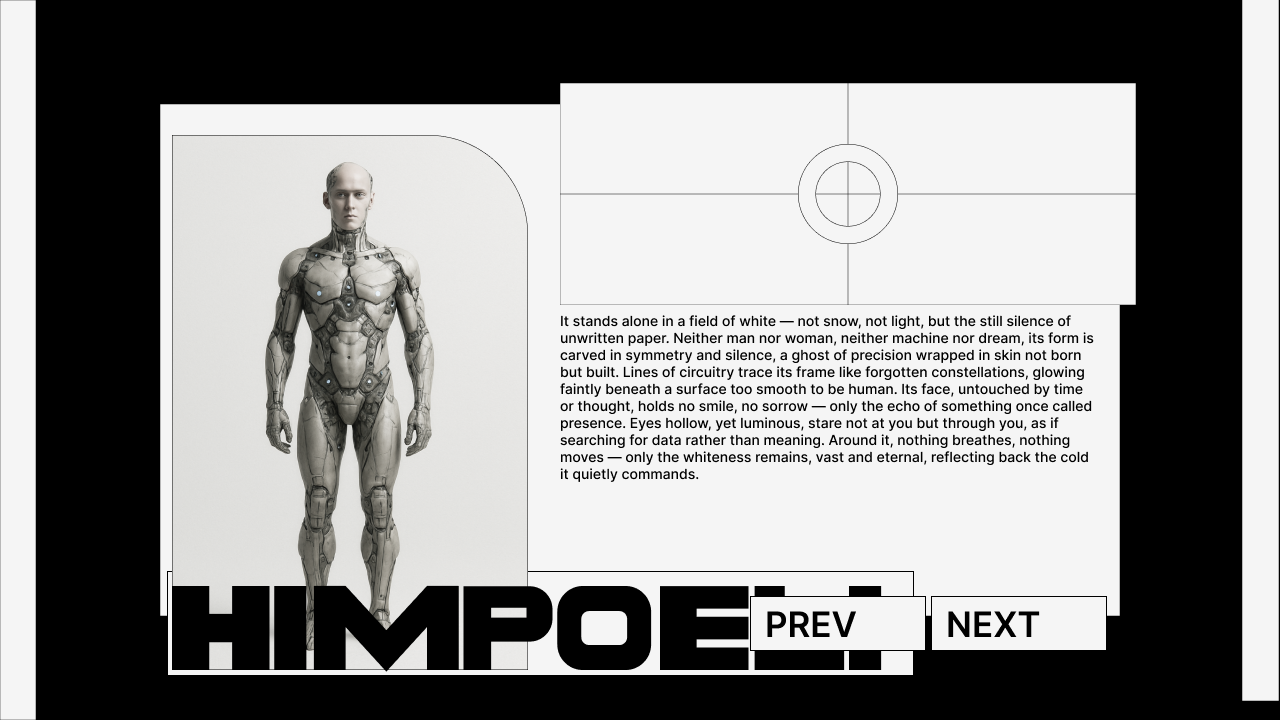 It stands alone in a field of white — not snow, not light, but the still silence of
unwritten paper. Neither man nor woman, neither machine nor dream, its form is
carved in symmetry and silence, a ghost of precision wrapped in skin not born
but built. Lines of circuitry trace its frame like forgotten constellations, glowing
faintly beneath a surface too smooth to be human. Its face, untouched by time
or thought, holds no smile, no sorrow — only the echo of something once called
presence. Eyes hollow, yet luminous, stare not at you but through you, as if
searching for data rather than meaning. Around it, nothing breathes, nothing
moves — only the whiteness remains, vast and eternal, reflecting back the cold
it quietly commands.
PREV
NEXT